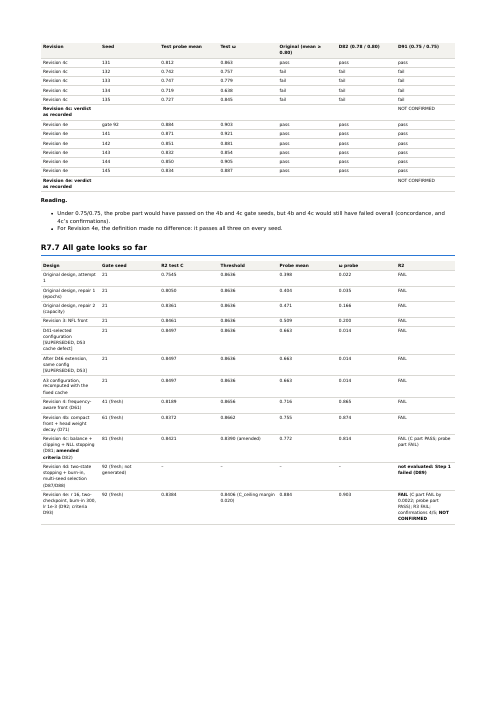 Revision Seed Test probe mean Test ω Original (mean ≥ 0.80) D82 (0.78 / 0.80) D91 (0.75 / 0.75)
Revision 4c 131 0.812 0.863 pass pass pass
Revision 4c 132 0.742 0.757 fail fail fail
Revision 4c 133 0.747 0.779 fail fail fail
Revision 4c 134 0.719 0.638 fail fail fail
Revision 4c 135 0.727 0.845 fail fail fail
Revision 4c: verdict as recorded NOT CONFIRMED
Revision 4e gate 92 0.884 0.903 pass pass pass
Revision 4e 141 0.871 0.921 pass pass pass
Revision 4e 142 0.851 0.881 pass pass pass
Revision 4e 143 0.832 0.854 pass pass pass
Revision 4e 144 0.850 0.905 pass pass pass
Revision 4e 145 0.834 0.887 pass pass pass
Revision 4e: verdict as recorded NOT CONFIRMED
Reading.
• Under 0.75/0.75, the probe part would have passed on the 4b and 4c gate seeds, but 4b and 4c would still have failed overall (concordance, and
4c's confirmations).
• For Revision 4e, the definition made no difference: it passes all three on every seed.
R7.7 All gate looks so far
Design Gate seed R2 test C Threshold Probe mean ω probe R2
Original design, attempt 1 21 0.7545 0.8636 0.398 0.022 FAIL
Original design, repair 1 (epochs) 21 0.8050 0.8636 0.404 0.035 FAIL
Original design, repair 2 (capacity) 21 0.8361 0.8636 0.471 0.166 FAIL
Revision 3: NFL front 21 0.8461 0.8636 0.509 0.200 FAIL
D41-selected configuration [SUPERSEDED, D53 cache defect] 21 0.8497 0.8636 0.663 0.014 FAIL
After D46 extension, same config [SUPERSEDED, D53] 21 0.8497 0.8636 0.663 0.014 FAIL
A3 configuration, recomputed with the fixed cache 21 0.8497 0.8636 0.663 0.014 FAIL
Revision 4: frequency-aware front (D61) 41 (fresh) 0.8189 0.8656 0.716 0.865 FAIL
Revision 4b: compact front + head weight decay (D71) 61 (fresh) 0.8372 0.8662 0.755 0.874 FAIL
Revision 4c: balance + clipping + NLL stopping (D81; amended criteria D82) 81 (fresh) 0.8421 0.8390 (amended) 0.772 0.814 FAIL (C part PASS; probe part FAIL)
Revision 4d: two-state stopping + burn-in, multi-seed selection (D87/D88) 92 (fresh; not generated) – – – – not evaluated: Step 1 failed (D89)
Revision 4e: r 16, two-checkpoint, burn-in 300, lr 1e-3 (D92; criteria D93) 92 (fresh) 0.8384 0.8406 (C_ceiling margin 0.020) 0.884 0.903 FAIL (C part FAIL by 0.0022; probe part PASS); R3 FAIL; confirmations 4/5; NOT CONFIRMED